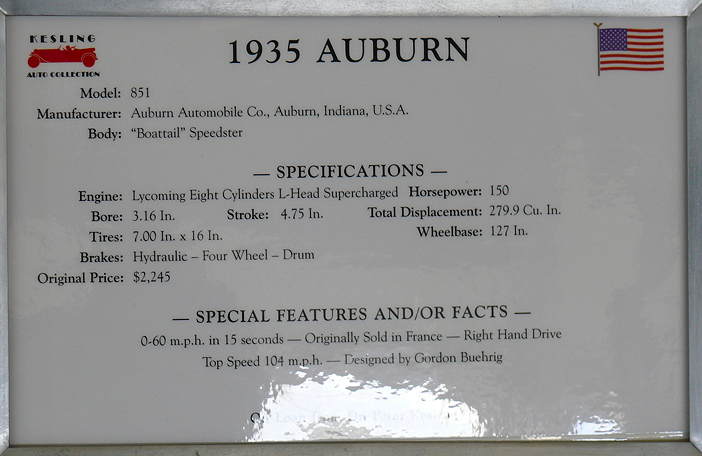 KESLING
AUTO COLLECTION
1935 AUBURN
Model: 851
Manufacturer: Auburn Automobile Co., Auburn, Indiana, U.S.A.
Body: “Boattail” Speedster
— SPECIFICATIONS —
Engine: Lycoming Eight Cylinders L-Head Supercharged Horsepower: 150
Bore: 3.16 In. Stroke: 4.75 In. Total Displacement: 279.9 Cu. In.
Tires: 7.00 In. x 16 In. Wheelbase: 127 In.
Brakes: Hydraulic – Four Wheel – Drum
Original Price: $2,245
— SPECIAL FEATURES AND/OR FACTS —
0-60 m.p.h. in 15 seconds — Originally Sold in France — Right Hand Drive
Top Speed 104 m.p.h. — Designed by Gordon Buehrig